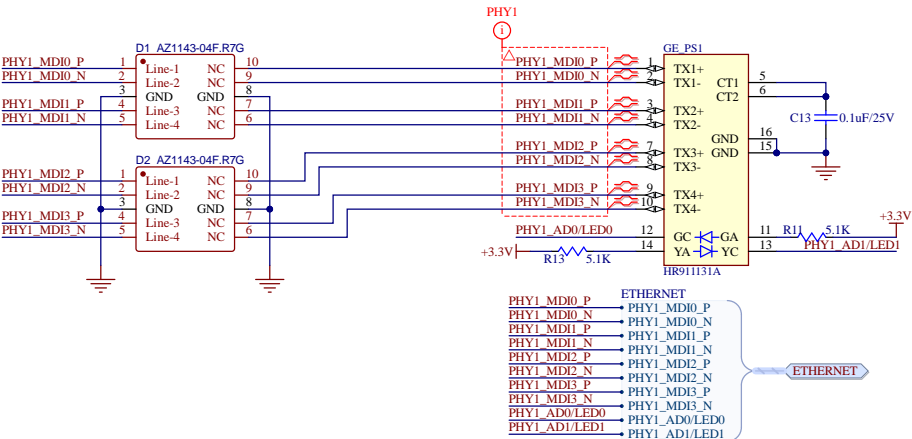 PHY1
i
D1 AZ1143-04F.R7G
PHY1_MDI0_P 1 Line-1 NC 10
PHY1_MDI0_N 2 Line-2 NC 9
3 GND GND 8
PHY1_MDI1_P 4 Line-3 NC 7
PHY1_MDI1_N 5 Line-4 NC 6
D2 AZ1143-04F.R7G
PHY1_MDI2_P 1 Line-1 NC 10
PHY1_MDI2_N 2 Line-2 NC 9
3 GND GND 8
PHY1_MDI3_P 4 Line-3 NC 7
PHY1_MDI3_N 5 Line-4 NC 6
GE_PS1
PHY1_MDI0_P 1 TX1+
PHY1_MDI0_N 2 TX1- CT1 5
CT2 6
PHY1_MDI1_P 3 TX2+
PHY1_MDI1_N 4 TX2-
C13 0.1uF/25V
GND 16
PHY1_MDI2_P 7 TX3+ GND 15
PHY1_MDI2_N 8 TX3-
PHY1_MDI3_P 9 TX4+
PHY1_MDI3_N 10 TX4-
+3.3V
PHY1_AD0/LED0 12 GC GA 11 R11 5.1K
+3.3V R13 5.1K 14 YA YC 13 PHY1_AD1/LED1
HR911131A
ETHERNET
PHY1_MDI0_P PHY1_MDI0_P
PHY1_MDI0_N PHY1_MDI0_N
PHY1_MDI1_P PHY1_MDI1_P
PHY1_MDI1_N PHY1_MDI1_N
PHY1_MDI2_P PHY1_MDI2_P
PHY1_MDI2_N PHY1_MDI2_N
PHY1_MDI3_P PHY1_MDI3_P
PHY1_MDI3_N PHY1_MDI3_N
PHY1_AD0/LED0 PHY1_AD0/LED0
PHY1_AD1/LED1 PHY1_AD1/LED1
ETHERNET